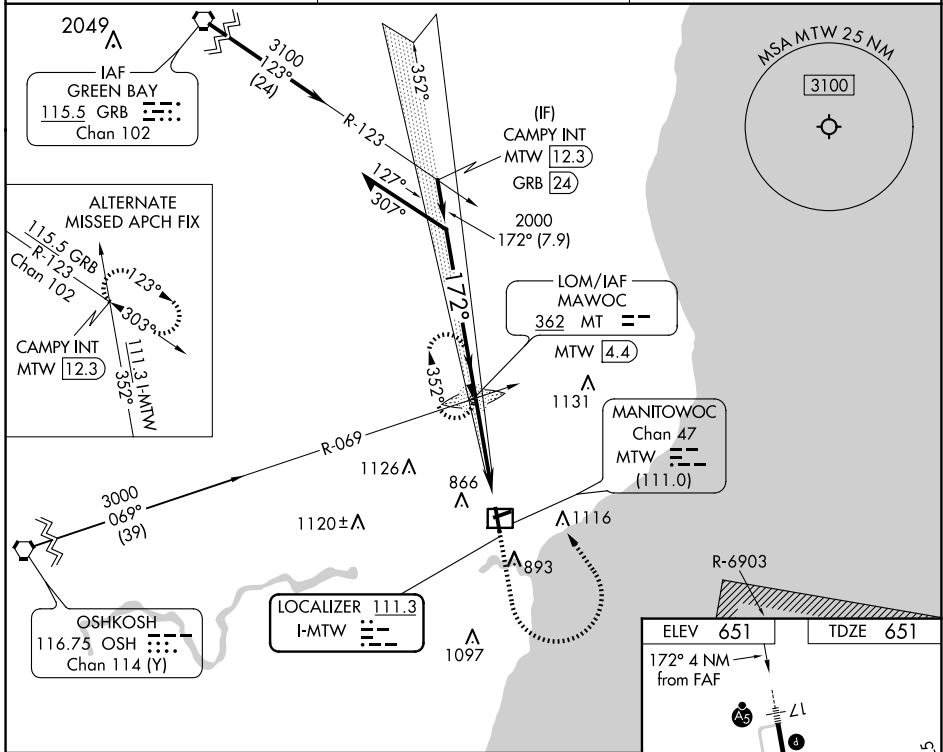 2049
IAF
GREEN BAY
115.5 GRB
Chan 102
3100
123°
(24)
R-123
352°
MSA MTW 25 NM
3100
(IF)
CAMPY INT
MTW 12.3
GRB 24
127°
307°
2000
172° (7.9)
172°
ALTERNATE
MISSED APCH FIX
115.5 GRB
R-123
Chan 102
123°
303°
CAMPY INT
MTW 12.3
111.3 I-MTW
352°
LOM/IAF
MAWOC
362 MT
MTW 4.4
352°
1131
MANITOWOC
Chan 47
MTW
(111.0)
R-069
1126
866
3000
069°
(39)
1120±
1116
893
R-6903
OSHKOSH
116.75 OSH
Chan 114 (Y)
LOCALIZER 111.3
I-MTW
1097
ELEV 651
TDZE 651
172° 4 NM
from FAF
A5
17
P
5